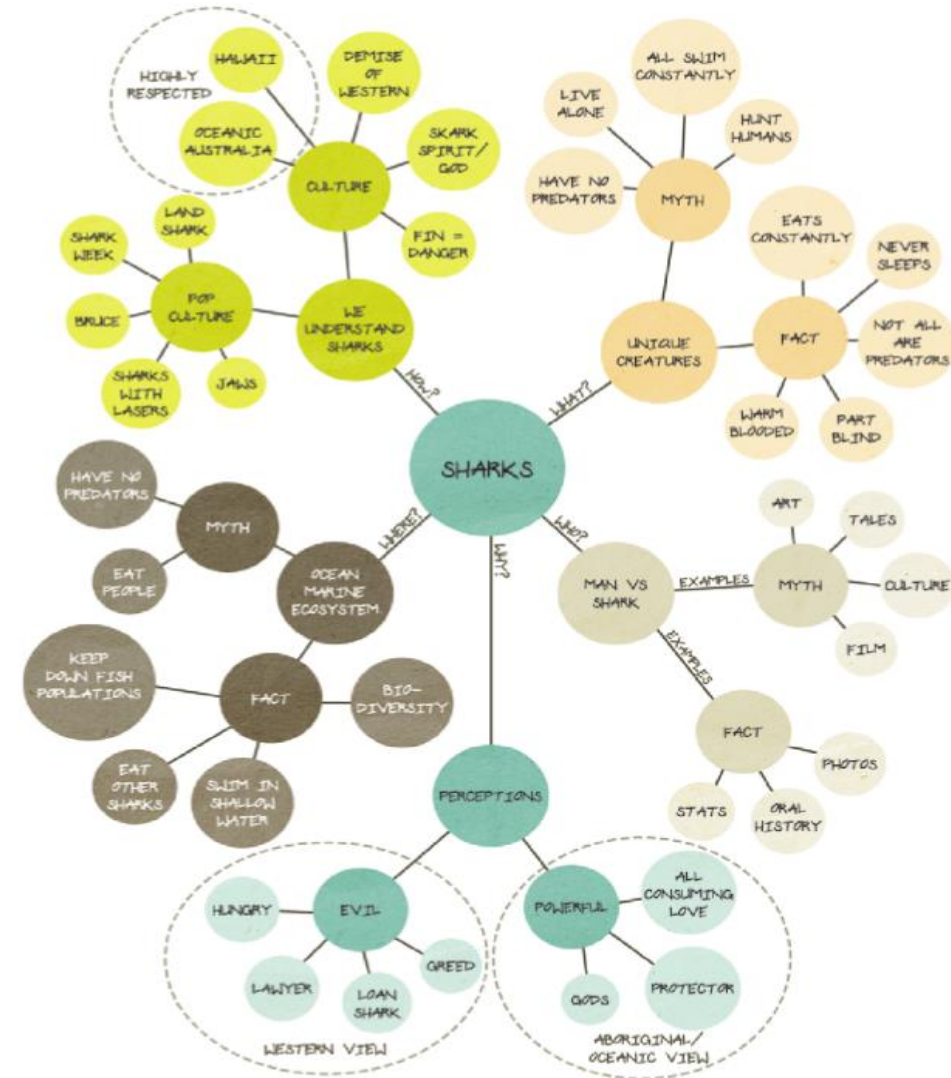 HAWAII
HIGHLY
RESPECTED
OCEANIC
AUSTRALIA
DEMISE
OF
WESTERN
SKARK
SPIRIT/
GOD
CULTURE
FIN =
DANGER
LAND
SHARK
SHARK
WEEK
POP
CULTURE
BRUCE
SHARKS
WITH
LASERS
JAWS
WE
UNDERSTAND
SHARKS
HOW?
ALL SWIM
CONSTANTLY
LIVE
ALONE
HUNT
HUMANS
HAVE NO
PREDATORS
MYTH
EATS
CONSTANTLY
NEVER
SLEEPS
UNIQUE
CREATURES
FACT
NOT ALL
ARE
PREDATORS
WARM
BLOODED
PART
BLIND
WHAT?
SHARKS
HAVE NO
PREDATORS
MYTH
EAT
PEOPLE
WHERE?
OCEAN
MARINE
ECOSYSTEM
KEEP
DOWN FISH
POPULATIONS
FACT
BIO-
DIVERSITY
EAT
OTHER
SHARKS
SWIM IN
SHALLOW
WATER
WHY?
WHO?
MAN VS
SHARK
EXAMPLES
MYTH
ART
TALES
CULTURE
FILM
EXAMPLES
FACT
PHOTOS
STATS
ORAL
HISTORY
PERCEPTIONS
HUNGRY
EVIL
LAWYER
LOAN
SHARK
GREED
WESTERN VIEW
POWERFUL
ALL
CONSUMING
LOVE
GODS
PROTECTOR
ABORIGINAL/
OCEANIC VIEW